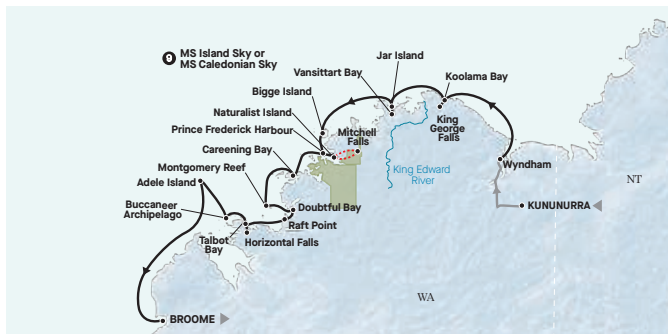 MS Island Sky or
MS Caledonian Sky
Jar Island
Vansittart Bay
Koolama Bay
Bigge Island
Naturalist Island
Prince Frederick Harbour
Mitchell
Falls
King
George
Falls
Careening Bay
Wyndham
King Edward
River
Montgomery Reef
Adele Island
NT
Buccaneer
Archipelago
Doubtful Bay
KUNUNURRA
Raft Point
Talbot
Bay
Horizontal Falls
WA
BROOME